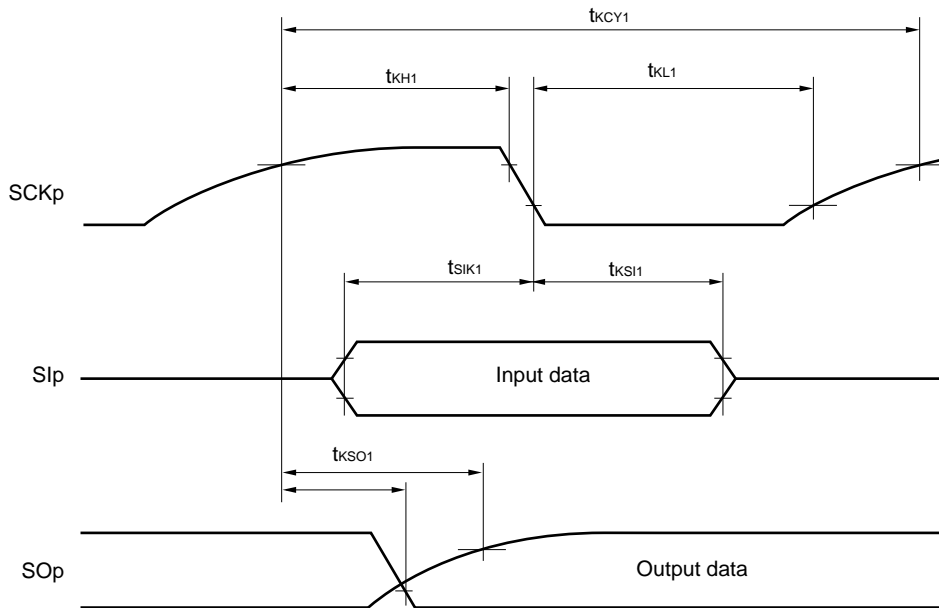 tKCY1
tKH1
tKL1
SCKp
tSIK1
tKSI1
SIp
Input data
tKSO1
SOp
Output data